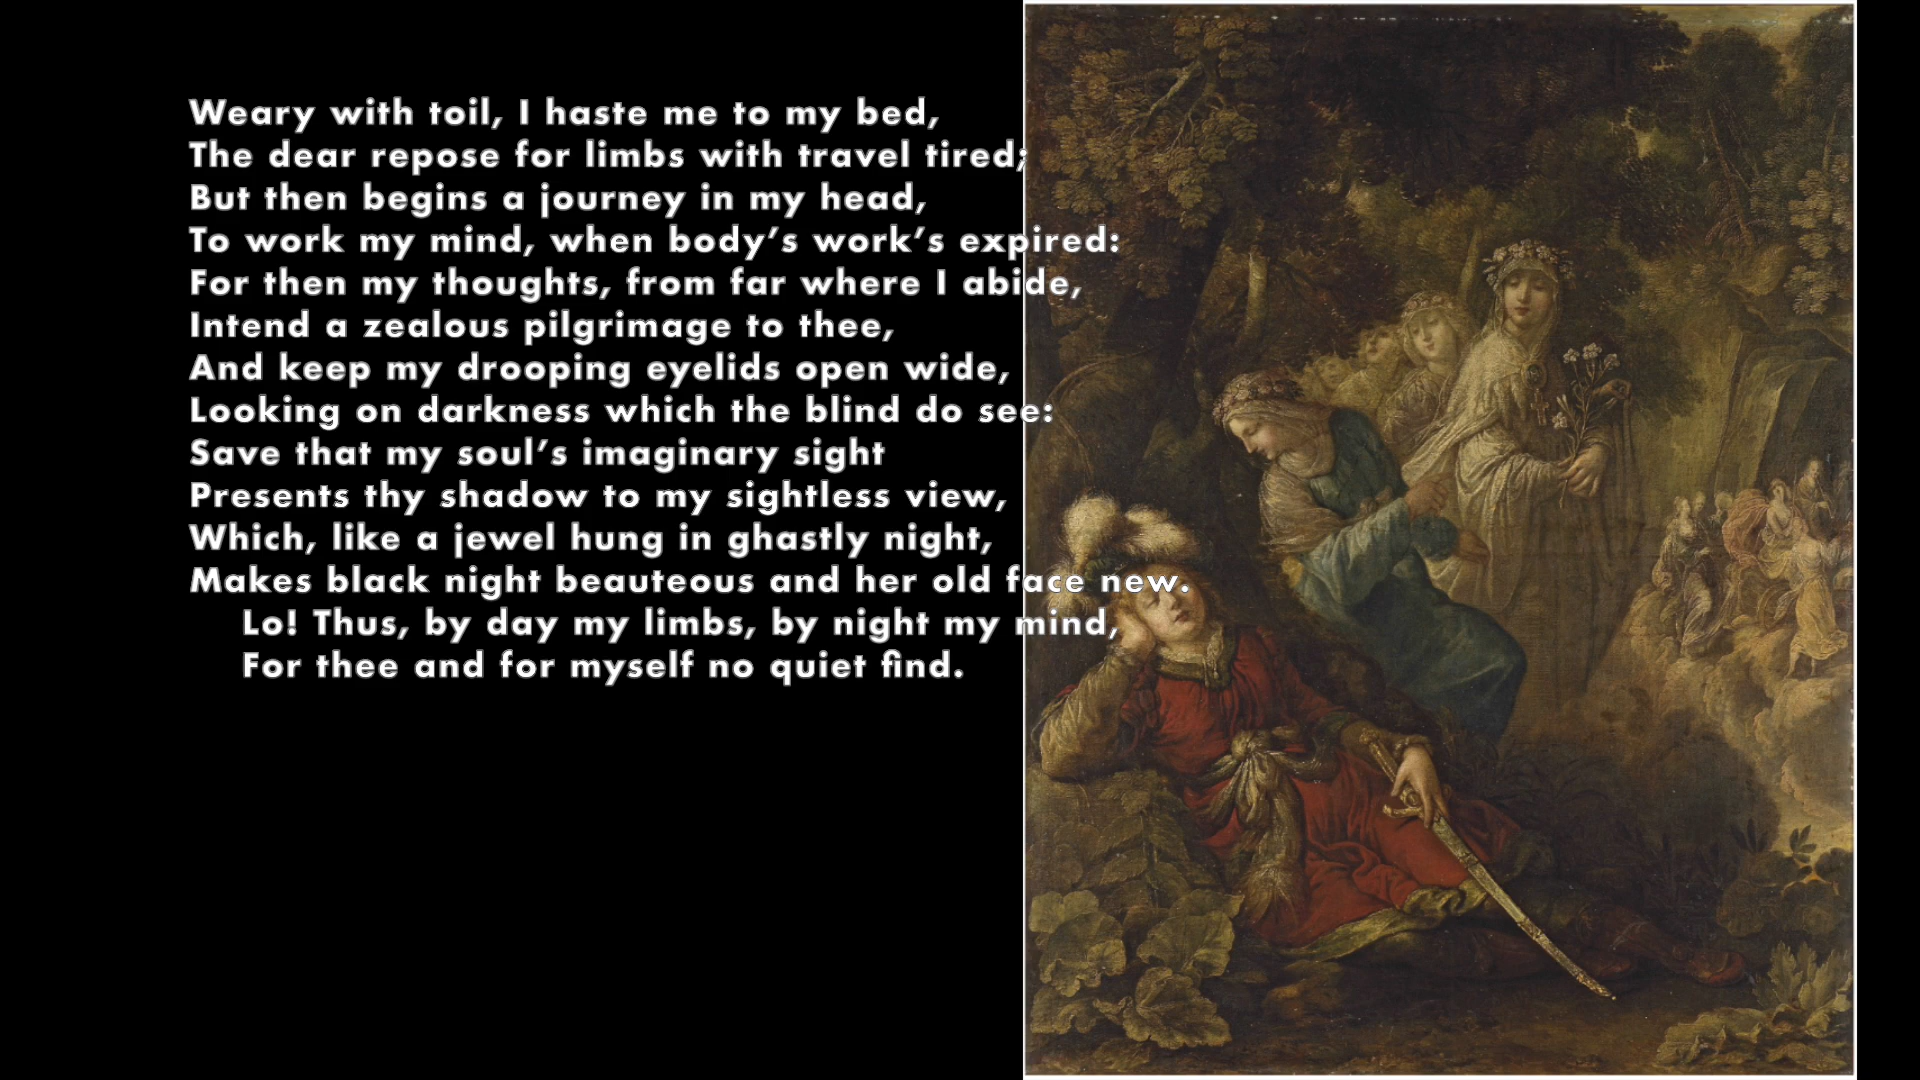 Weary with toil, I haste me to my bed,
The dear repose for limbs with travel tired;
But then begins a journey in my head,
To work my mind, when body’s work’s expired:
For then my thoughts, from far where I abide,
Intend a zealous pilgrimage to thee,
And keep my drooping eyelids open wide,
Looking on darkness which the blind do see:
Save that my soul’s imaginary sight
Presents thy shadow to my sightless view,
Which, like a jewel hung in ghastly night,
Makes black night beauteous and her old face new.
Lo! Thus, by day my limbs, by night my mind,
For thee and for myself no quiet find.